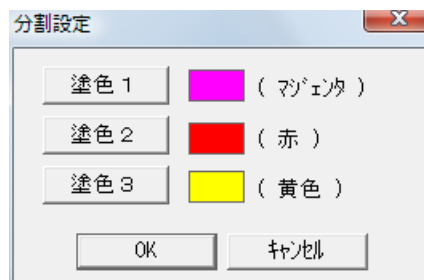 分割設定
塗色１ ( ﾏｼﾞｪﾝﾀ )
塗色２ ( 赤 )
塗色３ ( 黄色 )
OK ｷｬﾝｾﾙ